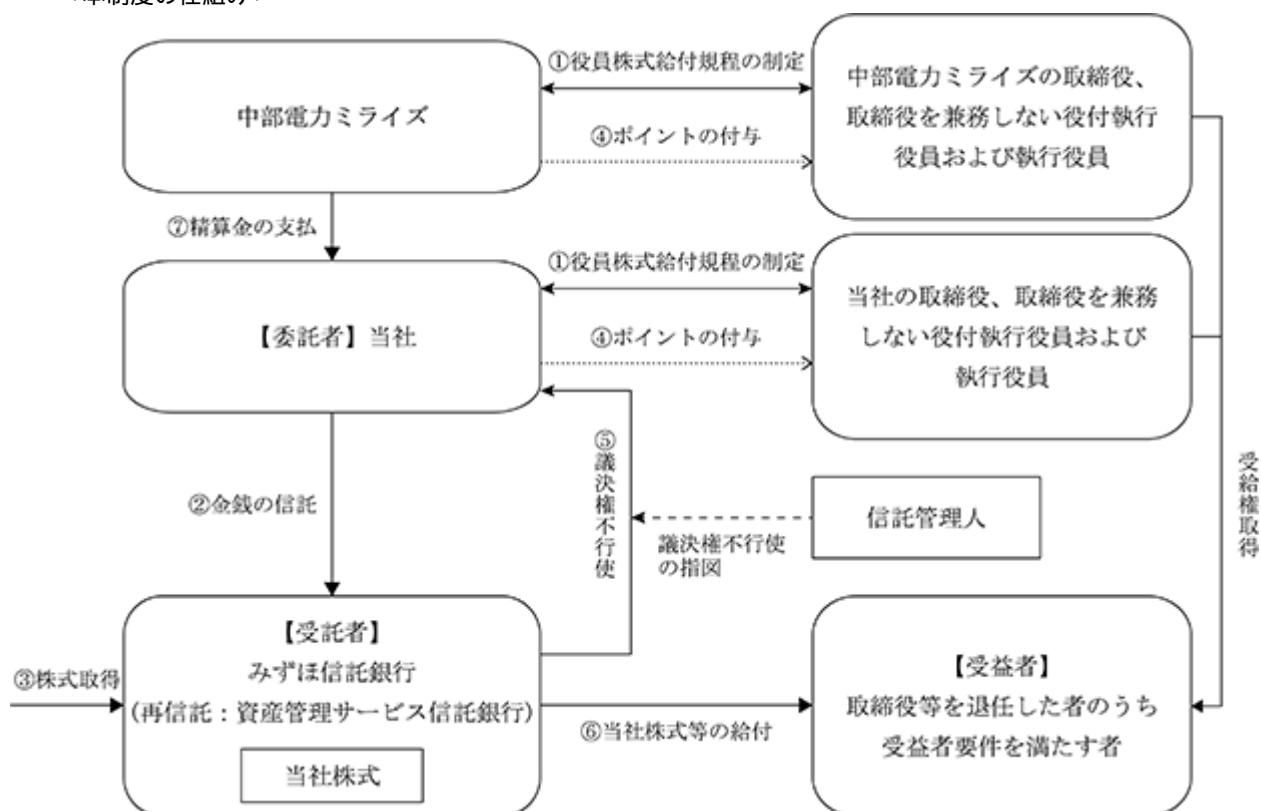 ①役員株式給付規程の制定
中部電力ミライズ
④ポイントの付与
中部電力ミライズの取締役、
取締役を兼務しない役付執行
役員および執行役員
⑦精算金の支払
①役員株式給付規程の制定
【委託者】当社
④ポイントの付与
当社の取締役、取締役を兼務
しない役付執行役員および
執行役員
②金銭の信託
⑤議決権不行使
議決権不行使
の指図
信託管理人
受給権取得
③株式取得
【受託者】
みずほ信託銀行
(再信託：資産管理サービス信託銀行)
当社株式
⑥当社株式等の給付
【受益者】
取締役等を退任した者のうち
受益者要件を満たす者